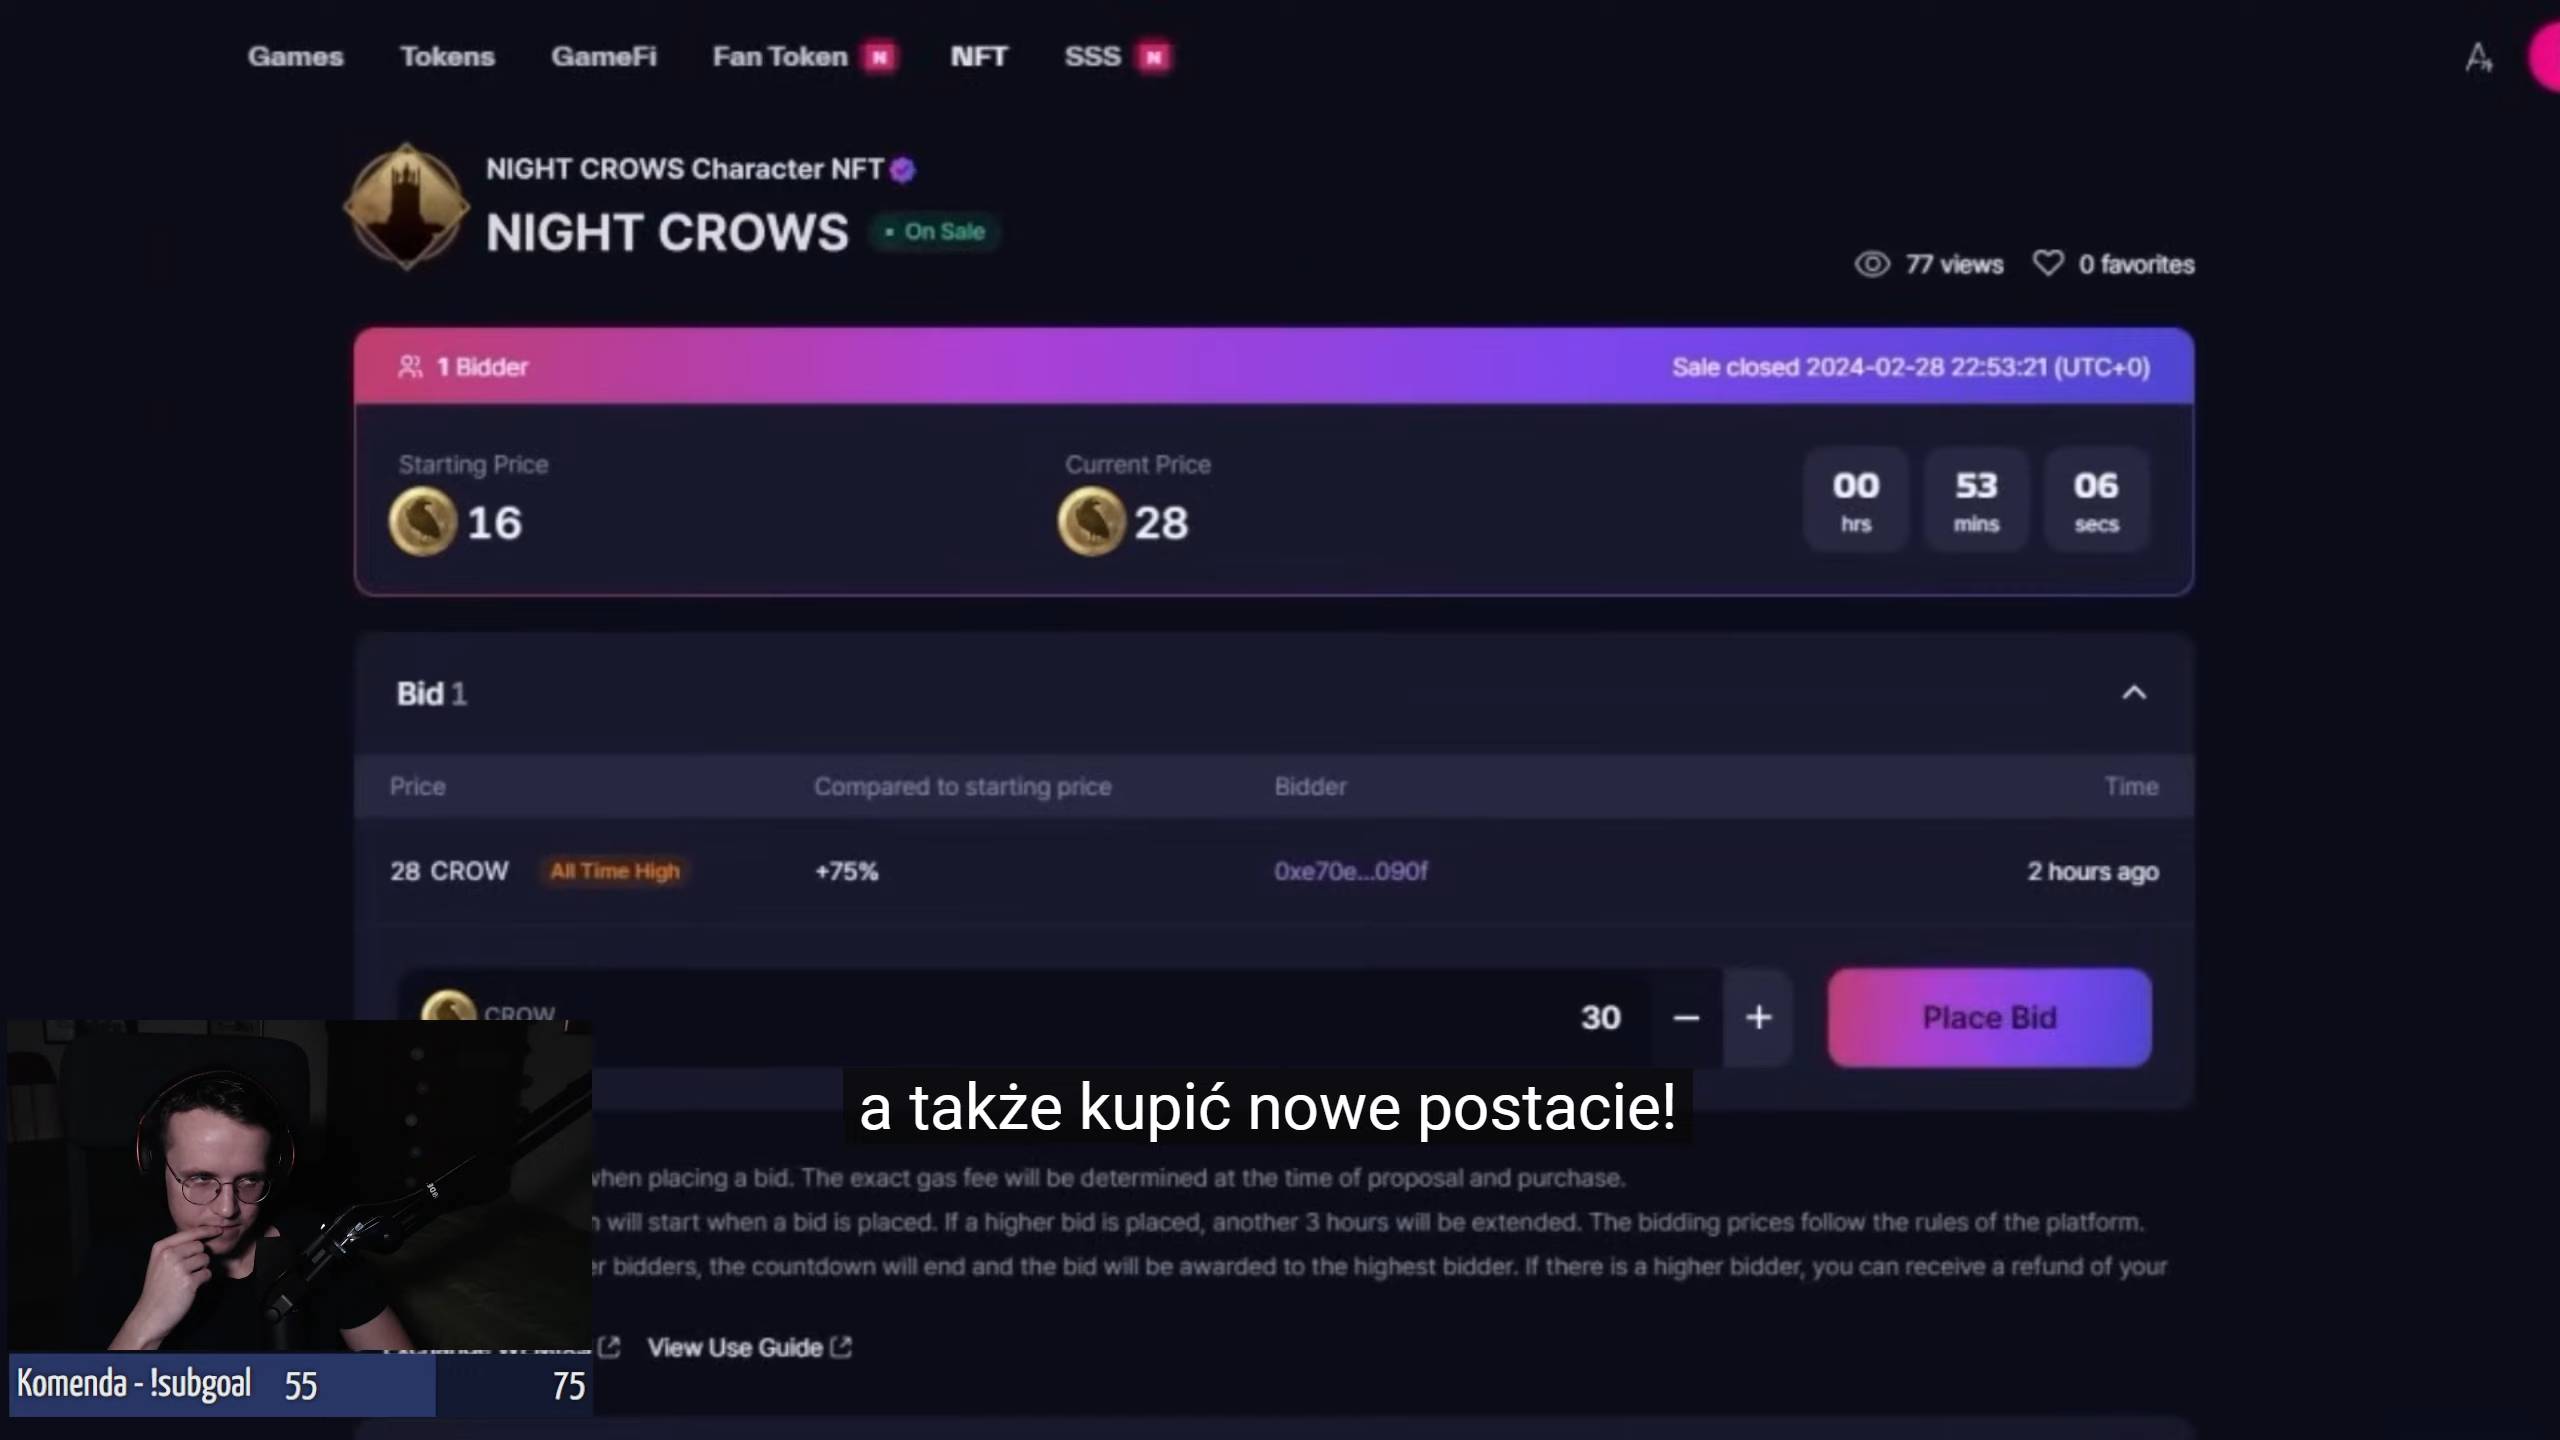 Games Tokens GameFi Fan Token N NFT SSS N
NIGHT CROWS Character NFT
NIGHT CROWS On Sale
77 views 0 favorites
1 Bidder Sale closed 2024-02-28 22:53:21 (UTC+0)
Starting Price Current Price
16 28
00 53 06
hrs mins secs
Bid 1
Price Compared to starting price Bidder Time
28 CROW All Time High +75% 0xe70e...090f 2 hours ago
CROW 30 − + Place Bid
a także kupić nowe postacie!
when placing a bid. The exact gas fee will be determined at the time of proposal and purchase.
will start when a bid is placed. If a higher bid is placed, another 3 hours will be extended. The bidding prices follow the rules of the platform.
bidders, the countdown will end and the bid will be awarded to the highest bidder. If there is a higher bidder, you can receive a refund of your
View Use Guide
Komenda - !subgoal 55 75